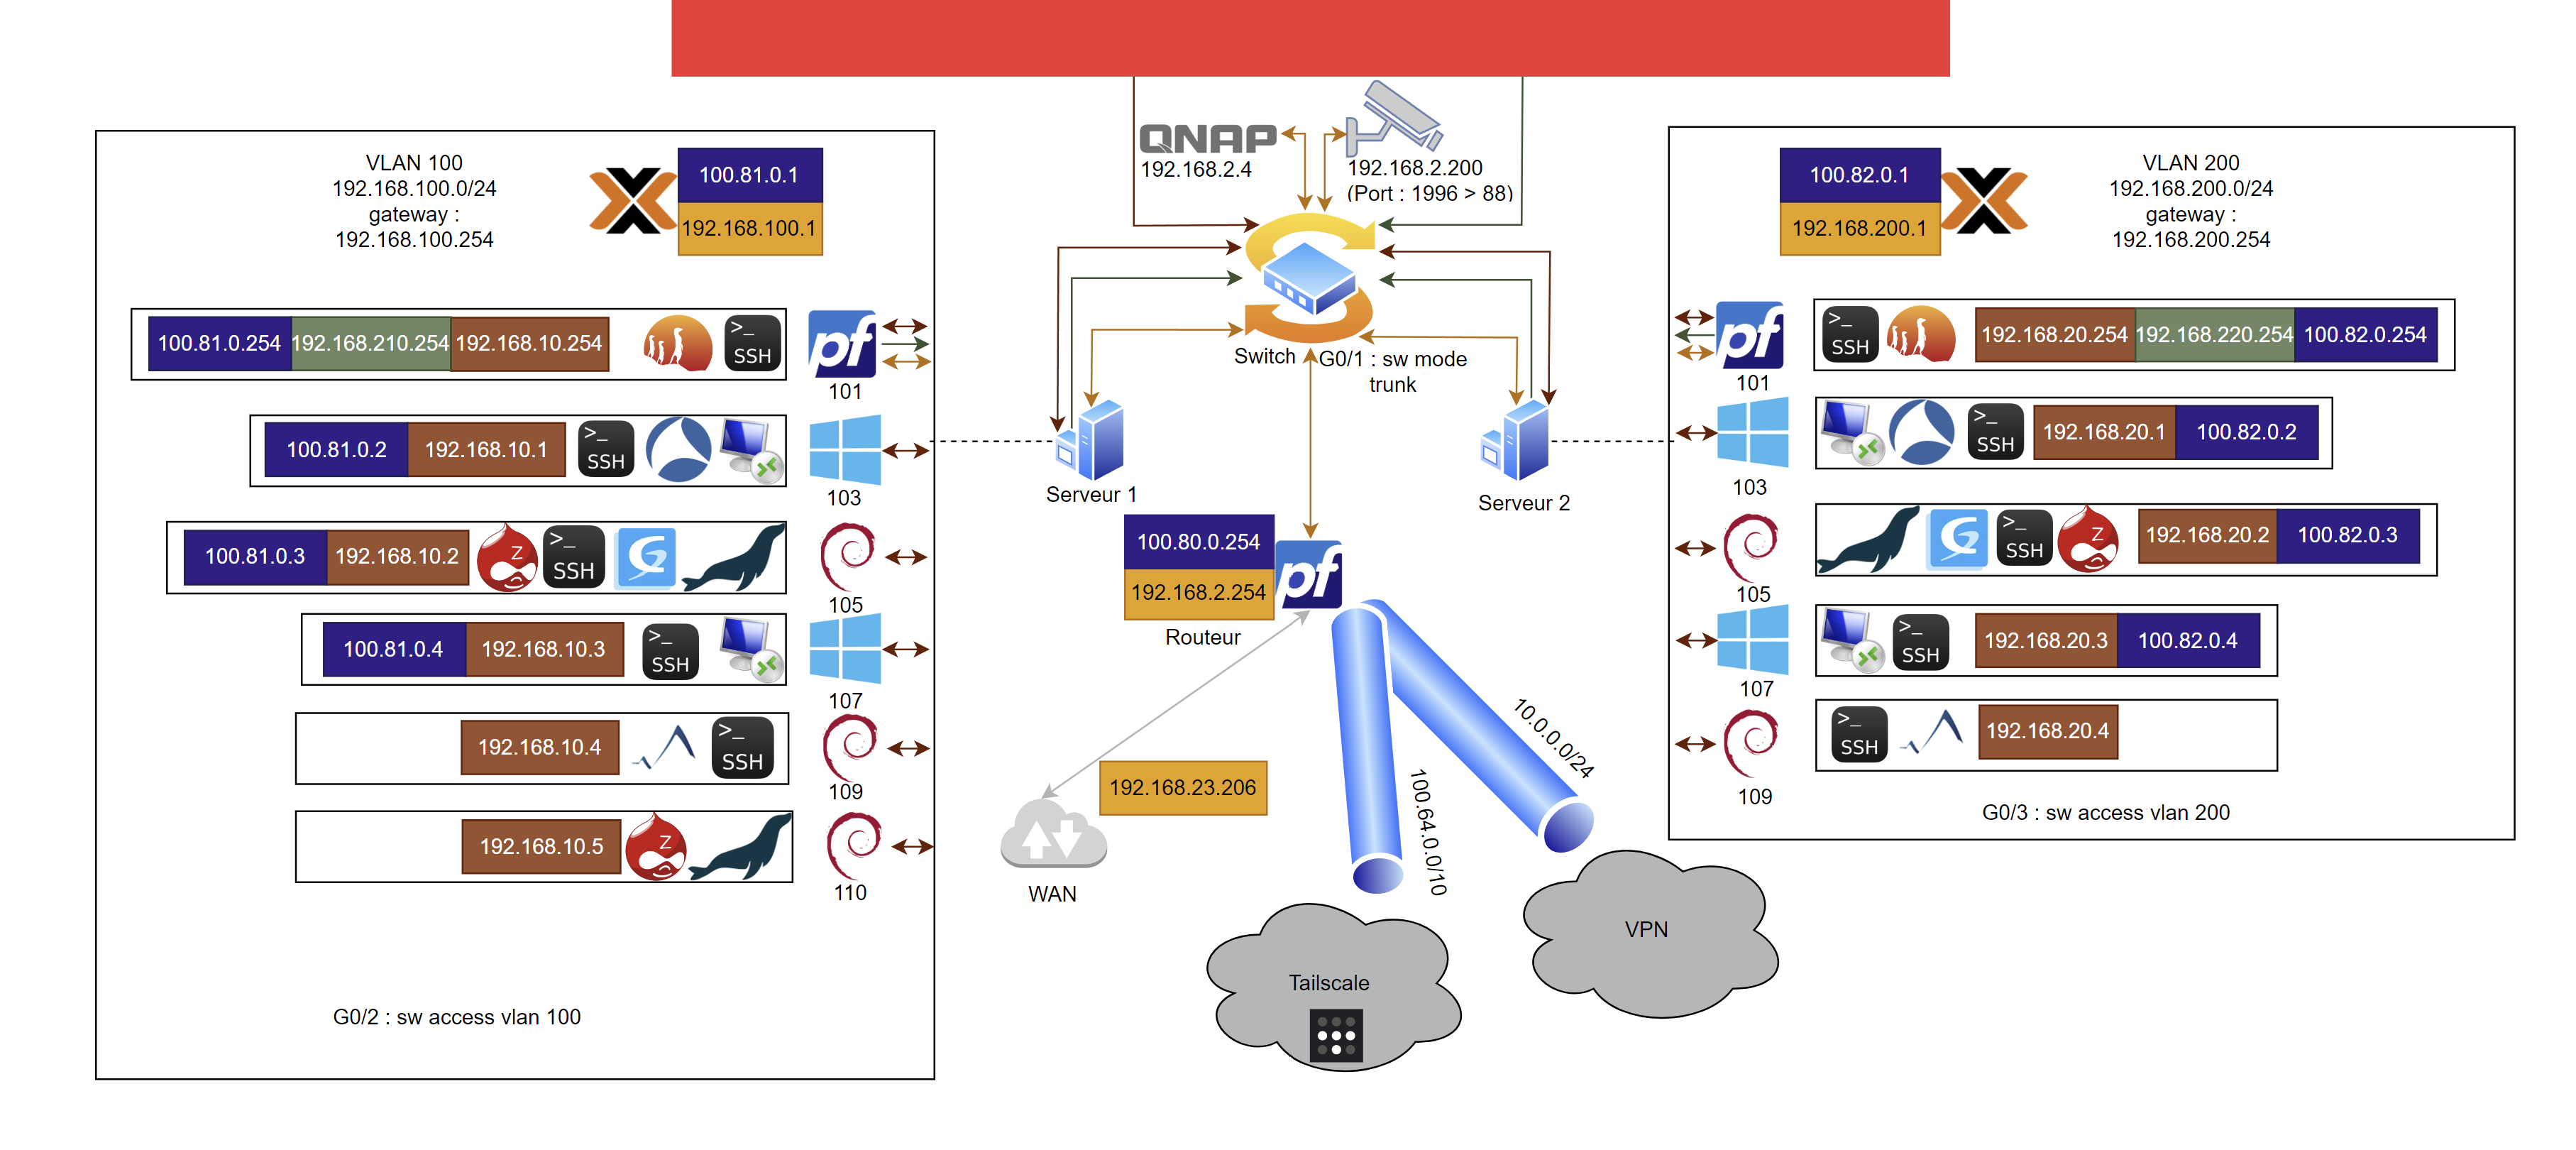 VLAN 100
192.168.100.0/24
gateway :
192.168.100.254
100.81.0.1
192.168.100.1
100.81.0.254
192.168.210.254
192.168.10.254
>_
SSH
pf
101
100.81.0.2
192.168.10.1
>_
SSH
103
100.81.0.3
192.168.10.2
Z
>_
SSH
105
100.81.0.4
192.168.10.3
>_
SSH
107
192.168.10.4
>_
SSH
109
192.168.10.5
Z
110
G0/2 : sw access vlan 100
QNAP
192.168.2.4
192.168.2.200
(Port : 1996 > 88)
Switch
G0/1 : sw mode
trunk
Serveur 1
Serveur 2
100.80.0.254
192.168.2.254
pf
Routeur
192.168.23.206
WAN
100.64.0.0/10
10.0.0.0/24
Tailscale
VPN
100.82.0.1
192.168.200.1
VLAN 200
192.168.200.0/24
gateway :
192.168.200.254
pf
101
>_
SSH
192.168.20.254
192.168.220.254
100.82.0.254
103
>_
SSH
192.168.20.1
100.82.0.2
105
>_
SSH
Z
192.168.20.2
100.82.0.3
107
>_
SSH
192.168.20.3
100.82.0.4
109
>_
SSH
192.168.20.4
G0/3 : sw access vlan 200